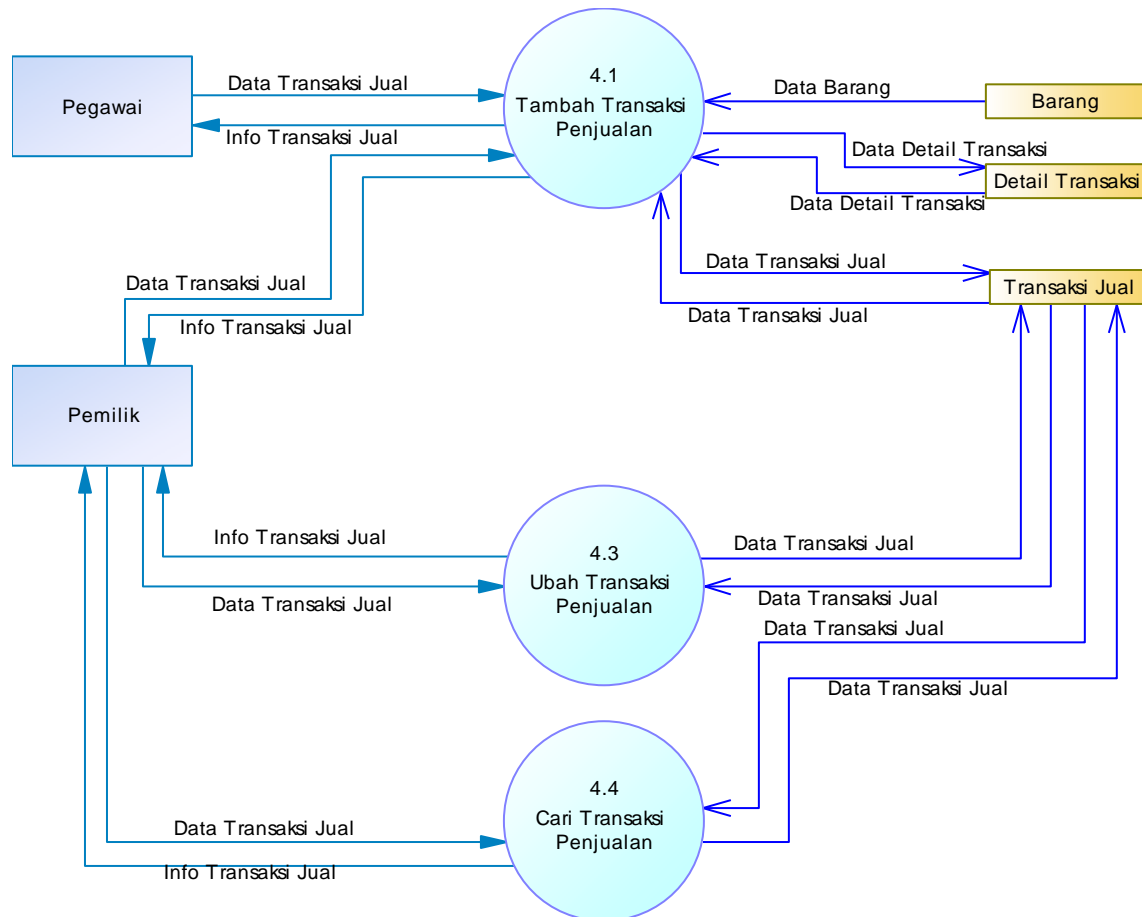 4.1
Tambah Transaksi
Penjualan
Pegawai
Data Transaksi Jual
Info Transaksi Jual
Data Barang
Barang
Data Detail Transaksi
Detail Transaksi
Data Detail Transaksi
Data Transaksi Jual
Transaksi Jual
Data Transaksi Jual
Data Transaksi Jual
Info Transaksi Jual
Pemilik
Info Transaksi Jual
Data Transaksi Jual
4.3
Ubah Transaksi
Penjualan
Data Transaksi Jual
Data Transaksi Jual
Data Transaksi Jual
Data Transaksi Jual
4.4
Cari Transaksi
Penjualan
Data Transaksi Jual
Info Transaksi Jual